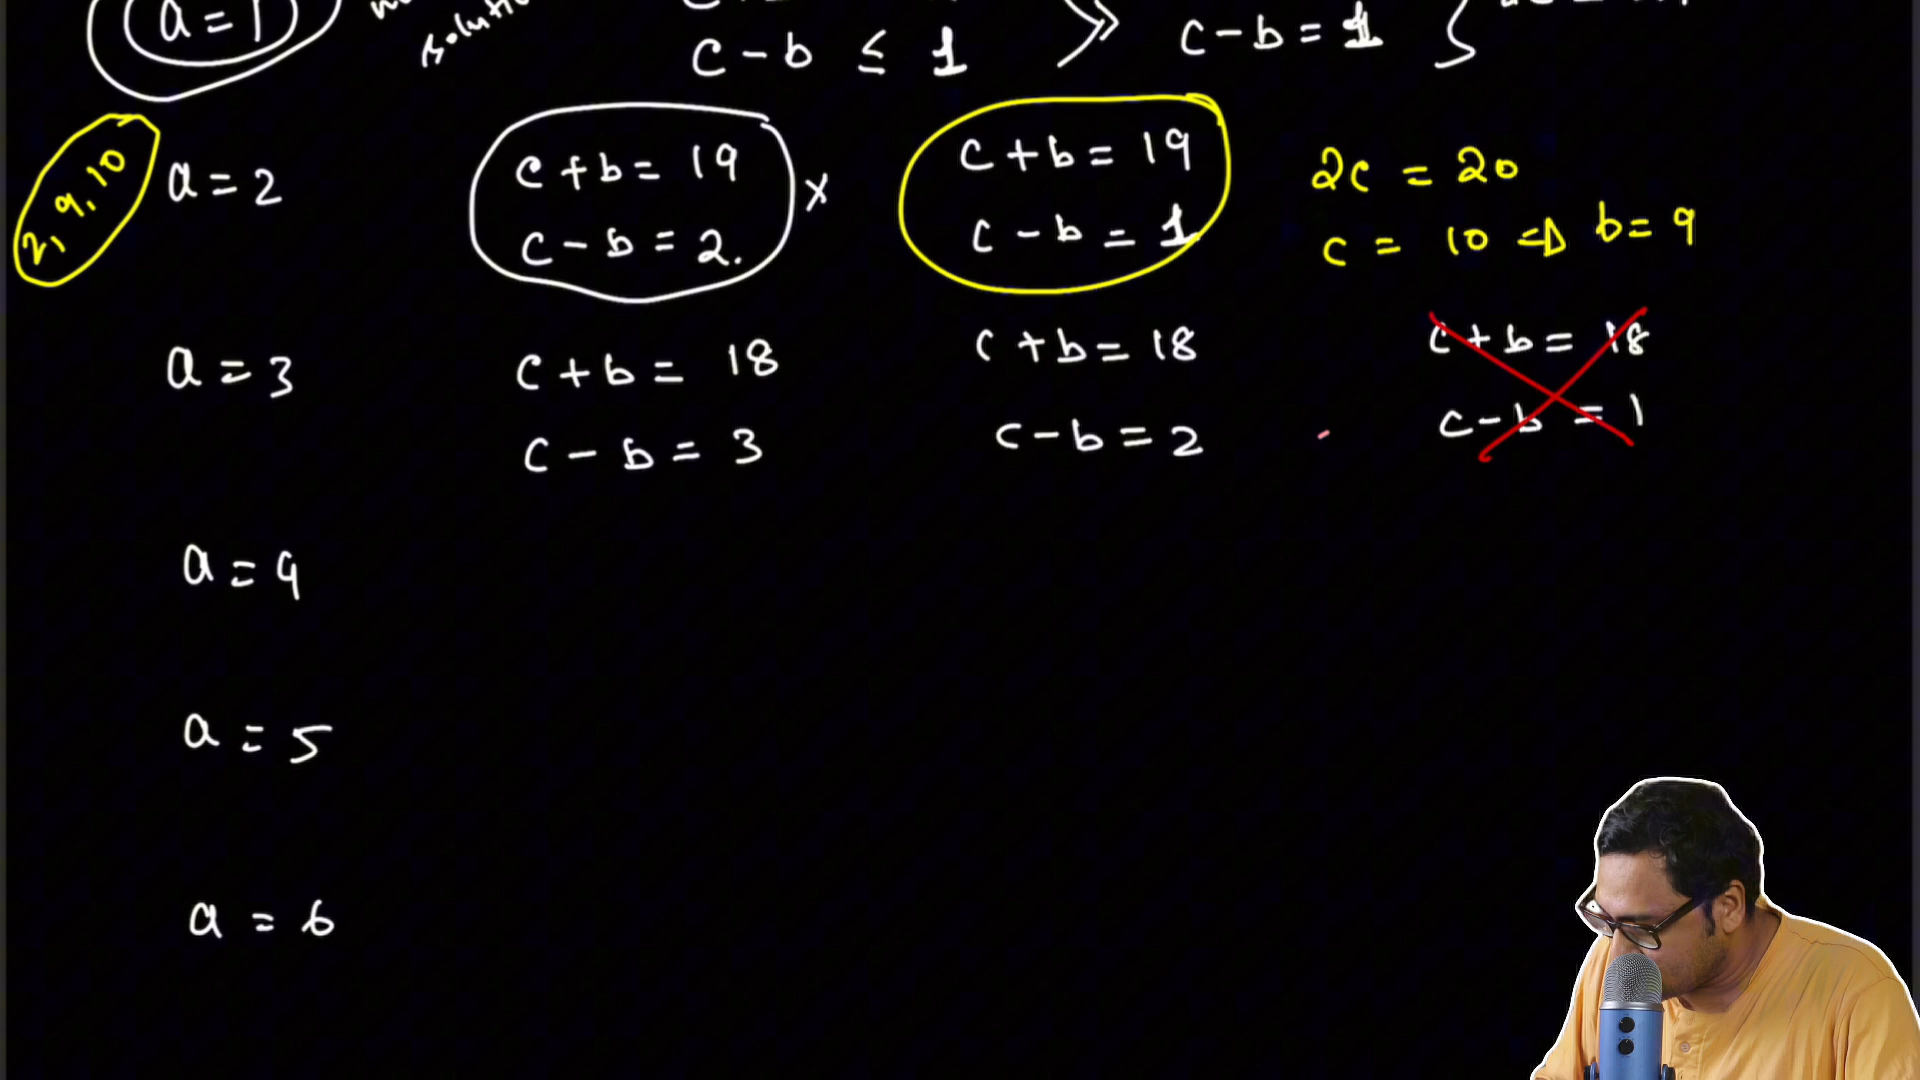 a = 1
c - b ≤ 1
c - b = 1
2, 9, 10
a = 2
c + b = 19
c - b = 2.
x
c + b = 19
c - b = 1
2c = 20
c = 10 ⇒ b = 9
a = 3
c + b = 18
c - b = 3
c + b = 18
c - b = 2
c + b = 18
c - b = 1
a = 4
a = 5
a = 6